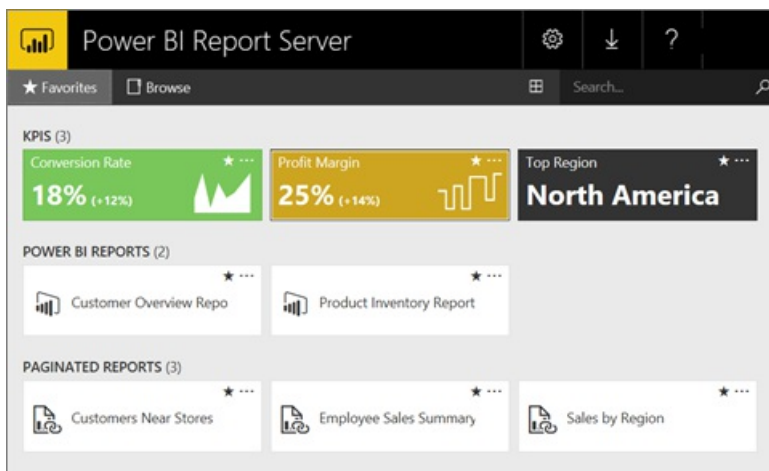 Power BI Report Server
?
Favorites Browse Search...
KPIS (3)
Conversion Rate Profit Margin Top Region
18% (+12%) 25% (+14%) North America
POWER BI REPORTS (2)
Customer Overview Repo Product Inventory Report
PAGINATED REPORTS (3)
Customers Near Stores Employee Sales Summary Sales by Region